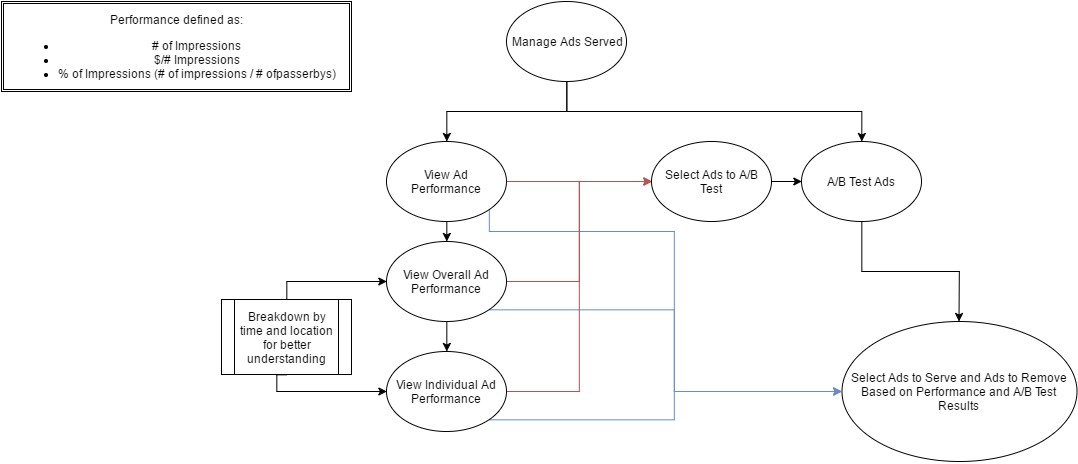 Performance defined as:
# of Impressions
$/# Impressions
% of Impressions (# of impressions / # ofpasserbys)
Manage Ads Served
View Ad
Performance
Select Ads to A/B
Test
A/B Test Ads
View Overall Ad
Performance
Breakdown by
time and location
for better
understanding
View Individual Ad
Performance
Select Ads to Serve and Ads to Remove
Based on Performance and A/B Test
Results